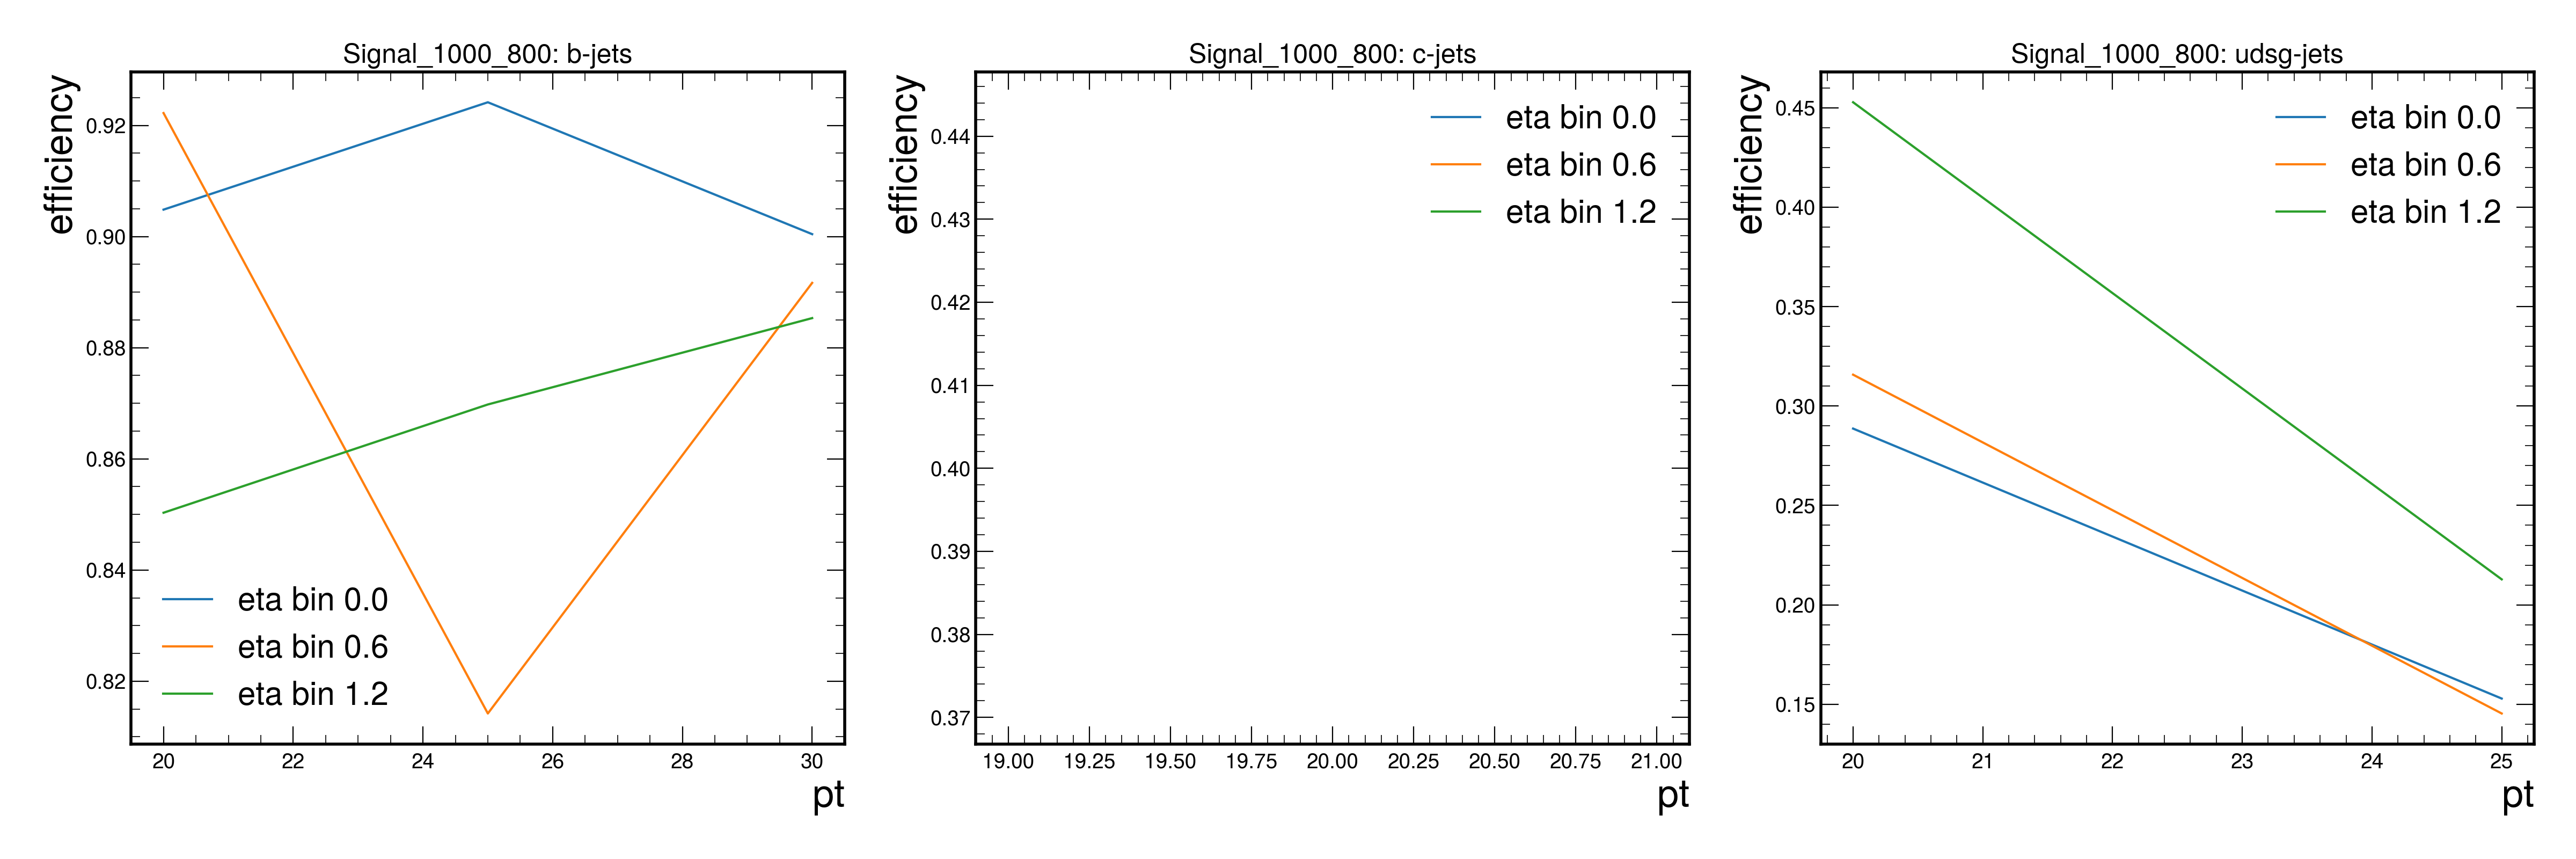 Signal_1000_800: b-jets
efficiency
0.92
0.90
0.88
0.86
0.84
0.82
eta bin 0.0
eta bin 0.6
eta bin 1.2
20 22 24 26 28 30
pt
Signal_1000_800: c-jets
efficiency
0.44
0.43
0.42
0.41
0.40
0.39
0.38
0.37
eta bin 0.0
eta bin 0.6
eta bin 1.2
19.00 19.25 19.50 19.75 20.00 20.25 20.50 20.75 21.00
pt
Signal_1000_800: udsg-jets
efficiency
0.45
0.40
0.35
0.30
0.25
0.20
0.15
eta bin 0.0
eta bin 0.6
eta bin 1.2
20 21 22 23 24 25
pt